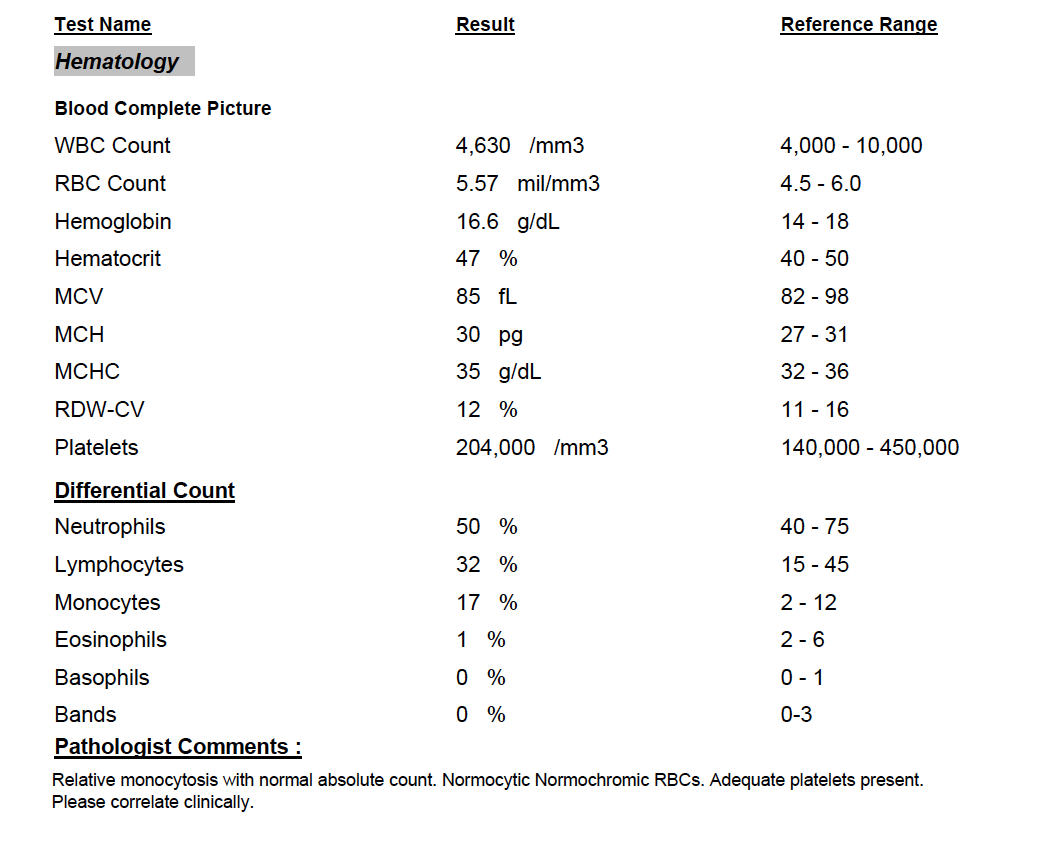 Test Name Result Reference Range
Hematology
Blood Complete Picture
WBC Count 4,630 /mm3 4,000 - 10,000
RBC Count 5.57 mil/mm3 4.5 - 6.0
Hemoglobin 16.6 g/dL 14 - 18
Hematocrit 47 % 40 - 50
MCV 85 fL 82 - 98
MCH 30 pg 27 - 31
MCHC 35 g/dL 32 - 36
RDW-CV 12 % 11 - 16
Platelets 204,000 /mm3 140,000 - 450,000
Differential Count
Neutrophils 50 % 40 - 75
Lymphocytes 32 % 15 - 45
Monocytes 17 % 2 - 12
Eosinophils 1 % 2 - 6
Basophils 0 % 0 - 1
Bands 0 % 0-3
Pathologist Comments :
Relative monocytosis with normal absolute count. Normocytic Normochromic RBCs. Adequate platelets present.
Please correlate clinically.